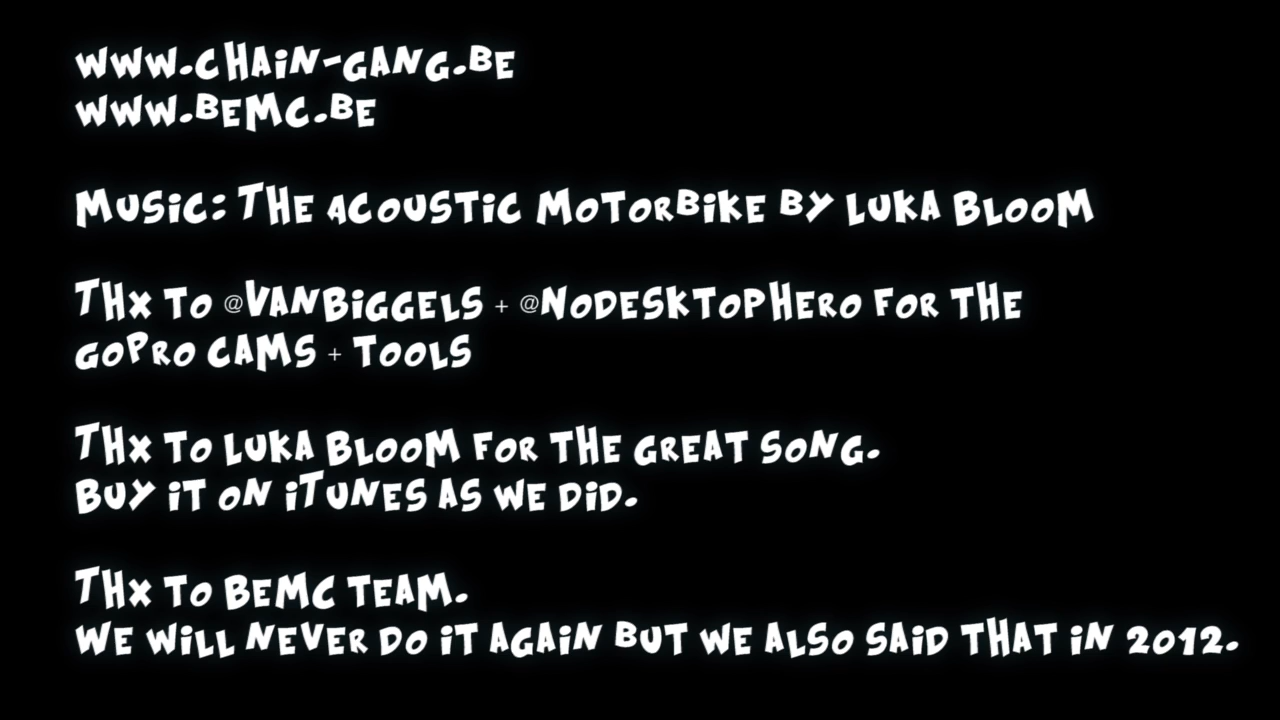 www.chain-gang.be
www.bemc.be
Music: The acoustic motorbike by Luka Bloom
Thx to @vanbiggels + @nodesktophero for the
GoPro cams + tools
Thx to Luka Bloom for the great song.
Buy it on iTunes as we did.
Thx to BEMC team.
We will never do it again but we also said that in 2012.